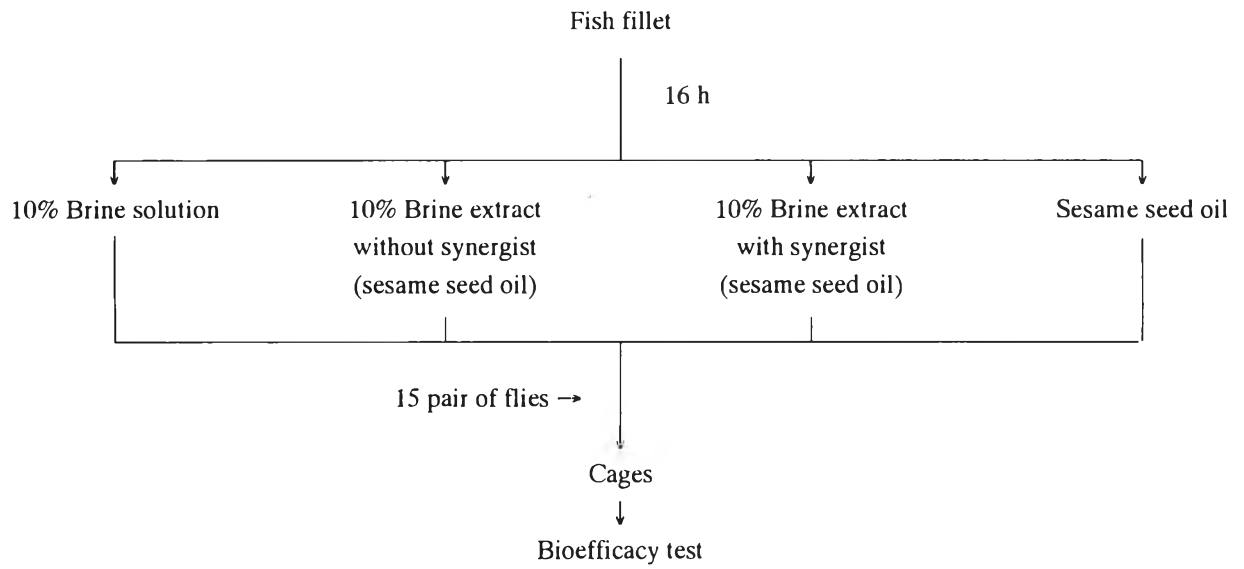 Fish fillet
16 h
10% Brine solution
10% Brine extract
without synergist
(sesame seed oil)
10% Brine extract
with synergist
(sesame seed oil)
Sesame seed oil
15 pair of flies →
Cages
Bioefficacy test